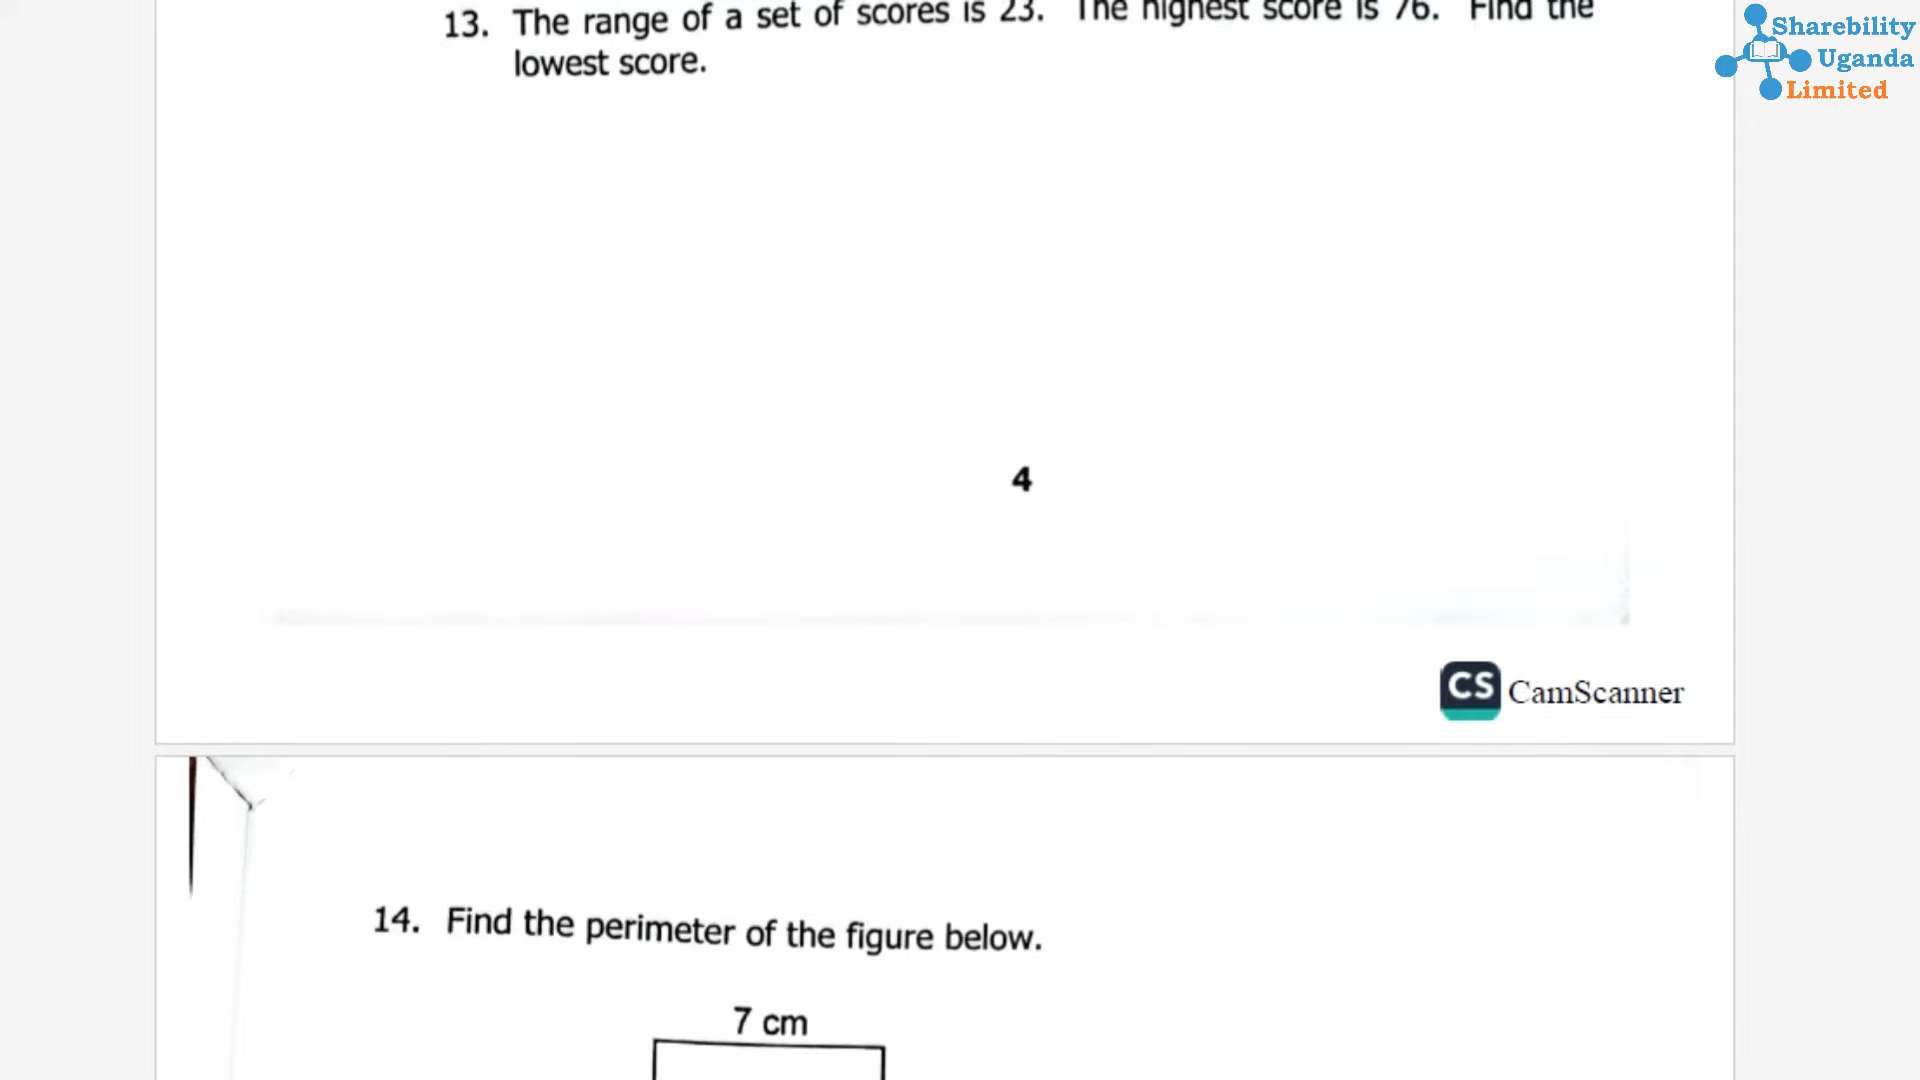 13. The range of a set of scores is 23. The highest score is 76. Find the
lowest score.
Sharebility
Uganda
Limited
4
CS CamScanner
14. Find the perimeter of the figure below.
7 cm